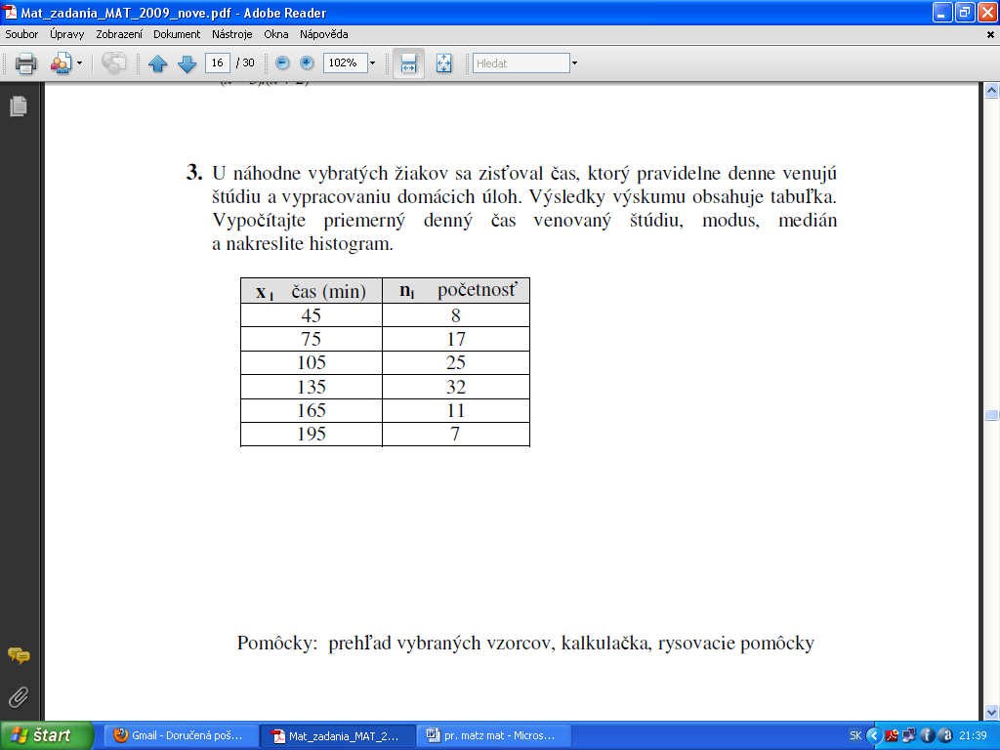 Mat_zadania_MAT_2009_nove.pdf - Adobe Reader
Soubor Úpravy Zobrazení Dokument Nástroje Okna Nápověda
16 / 30 102% Hledat
3. U náhodne vybratých žiakov sa zisťoval čas, ktorý pravidelne denne venujú
štúdiu a vypracovaniu domácich úloh. Výsledky výskumu obsahuje tabuľka.
Vypočítajte priemerný denný čas venovaný štúdiu, modus, medián
a nakreslite histogram.
x i čas (min) ni početnosť
45 8
75 17
105 25
135 32
165 11
195 7
Pomôcky: prehľad vybraných vzorcov, kalkulačka, rysovacie pomôcky
štart Gmail - Doručená poš... Mat_zadania_MAT_2... pr. matz mat - Micros... SK 21:39